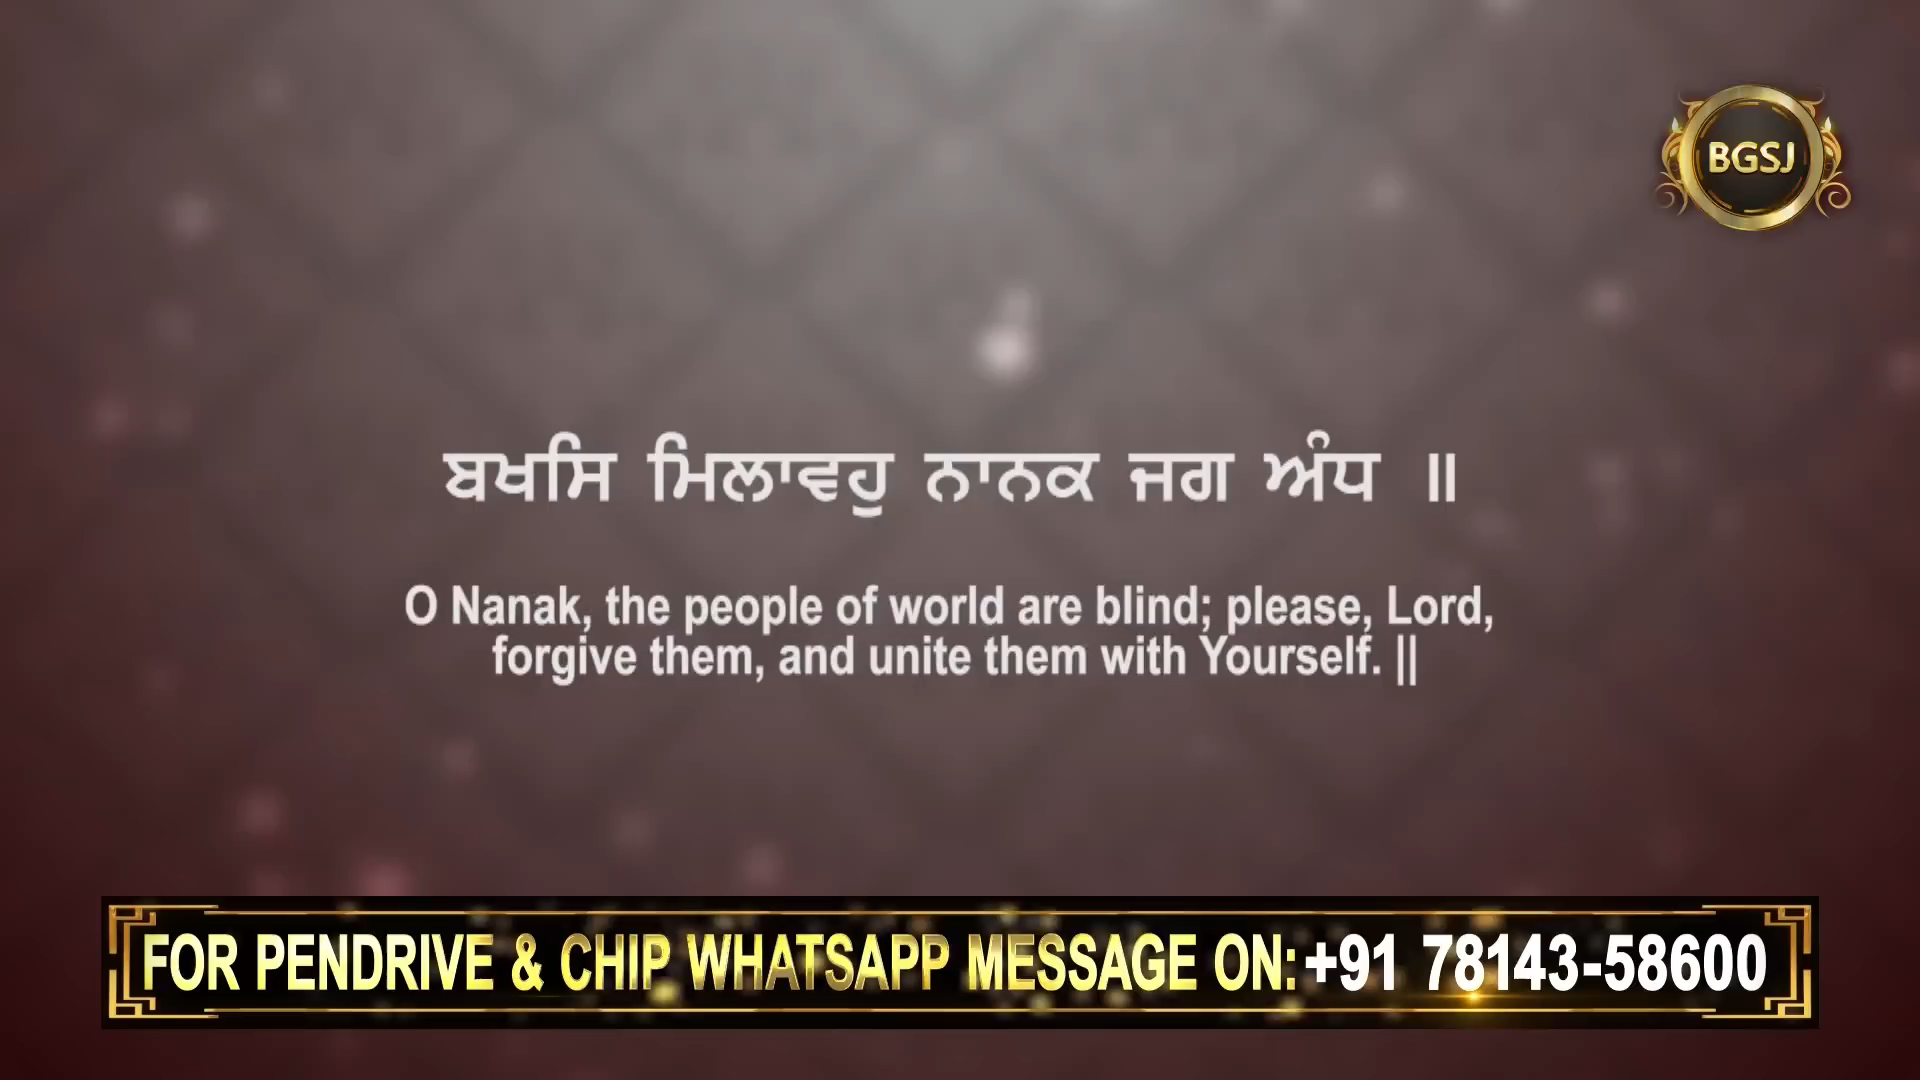 BGSJ
ਬਖਸਿ ਮਿਲਾਵਹੁ ਨਾਨਕ ਜਗ ਅੰਧ ॥
O Nanak, the people of world are blind; please, Lord,
forgive them, and unite them with Yourself. ||
FOR PENDRIVE & CHIP WHATSAPP MESSAGE ON: +91 78143-58600